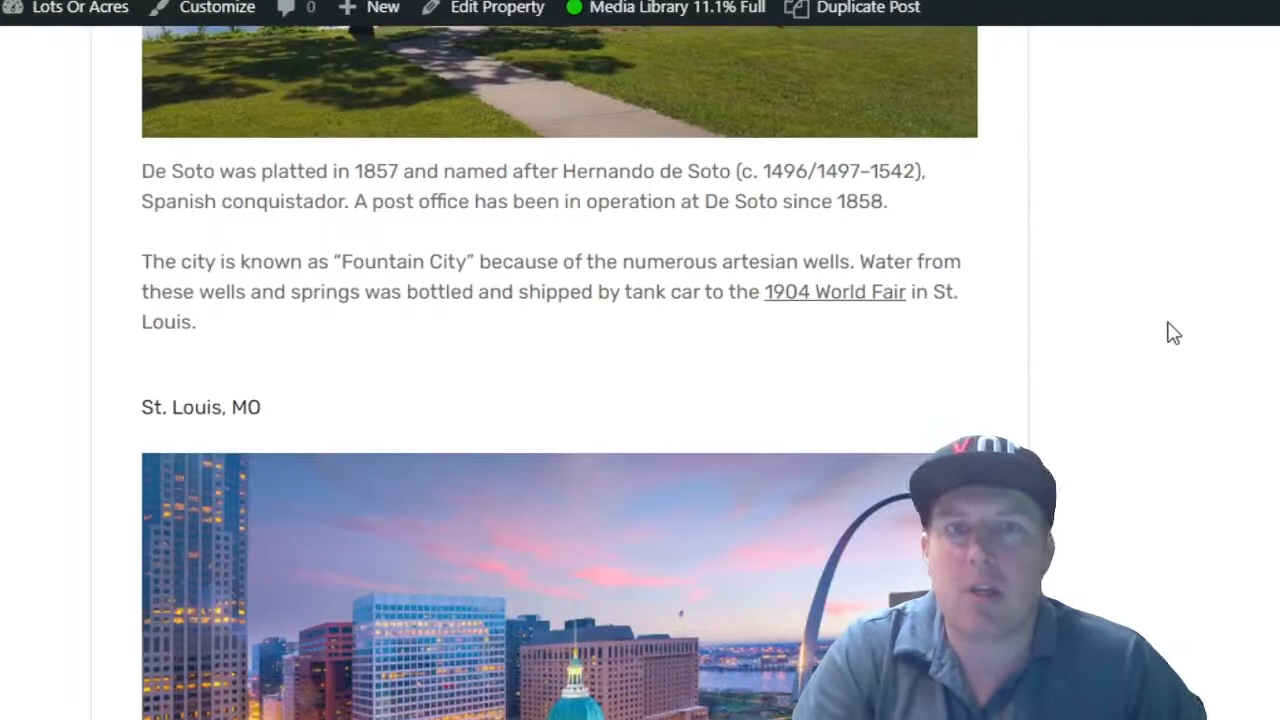 Lots Or Acres Customize 0 New Edit Property Media Library 11.1% Full Duplicate Post
De Soto was platted in 1857 and named after Hernando de Soto (c. 1496/1497–1542),
Spanish conquistador. A post office has been in operation at De Soto since 1858.
The city is known as “Fountain City” because of the numerous artesian wells. Water from
these wells and springs was bottled and shipped by tank car to the 1904 World Fair in St.
Louis.
St. Louis, MO